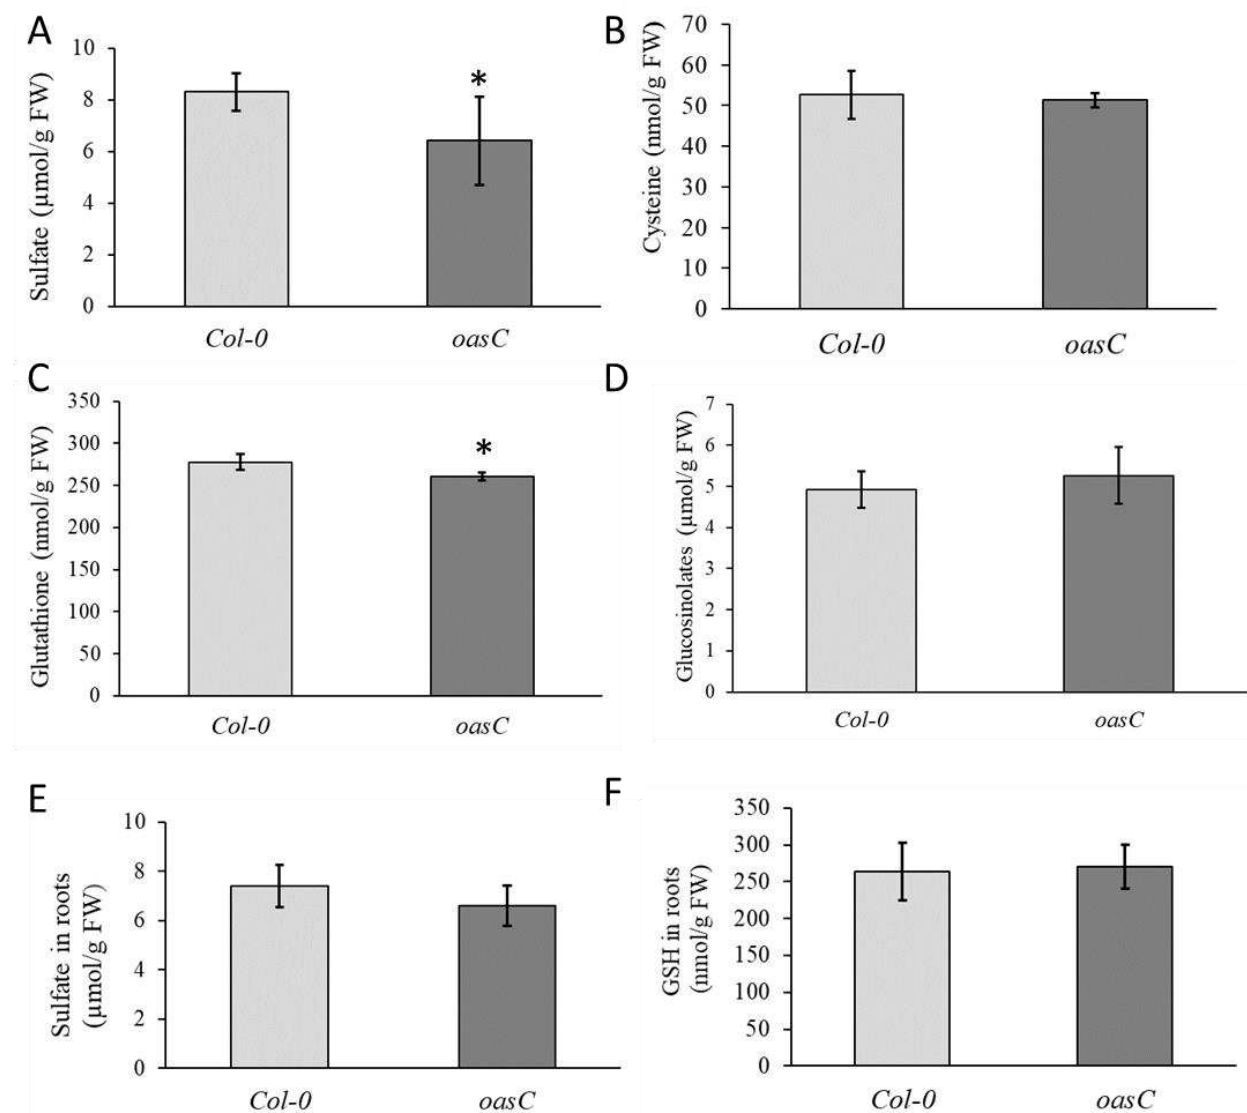 A
Sulfate (µmol/g FW)
10
8
6
4
2
0
*
Col-0
oasC
B
Cysteine (nmol/g FW)
70
60
50
40
30
20
10
0
Col-0
oasC
C
Glutathione (nmol/g FW)
350
300
250
200
150
100
50
0
*
Col-0
oasC
D
Glucosinolates (µmol/g FW)
7
6
5
4
3
2
1
0
Col-0
oasC
E
Sulfate in roots
(µmol/g FW)
10
8
6
4
2
0
Col-0
oasC
F
GSH in roots
(nmol/g FW)
350
300
250
200
150
100
50
0
Col-0
oasC